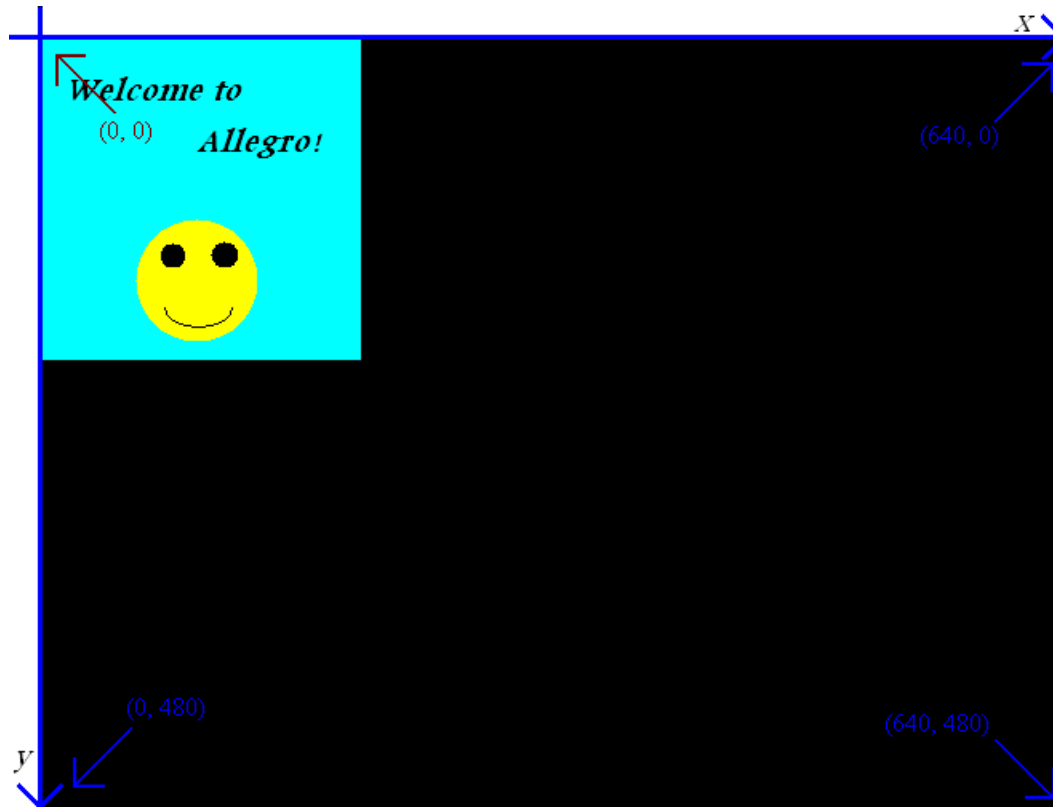 x
Welcome to
(0, 0)
(640, 0)
Allegro!
(0, 480)
(640, 480)
y